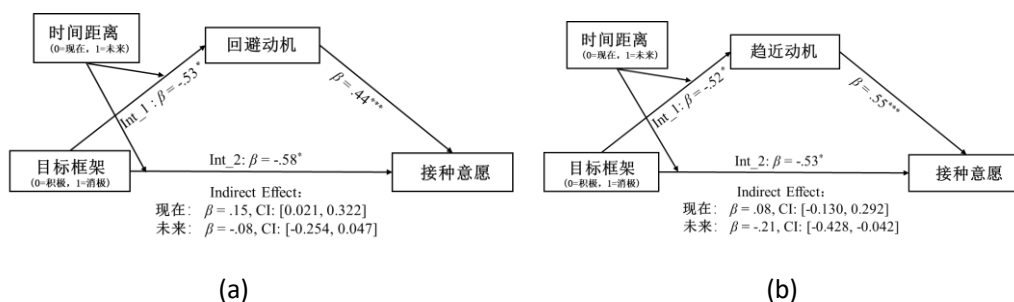 时间距离
(0=现在，1=未来)
回避动机
Int_1 : β = -.53*
β = .44***
目标框架
(0=积极，1=消极)
Int_2: β = -.58*
接种意愿
Indirect Effect：
现在： β = .15, CI: [0.021, 0.322]
未来： β = -.08, CI: [-0.254, 0.047]
(a)
时间距离
(0=现在，1=未来)
趋近动机
Int_1: β = -.52*
β = .55***
目标框架
(0=积极，1=消极)
Int_2: β = -.53*
接种意愿
Indirect Effect：
现在： β = .08, CI: [-0.130, 0.292]
未来： β = -.21, CI: [-0.428, -0.042]
(b)